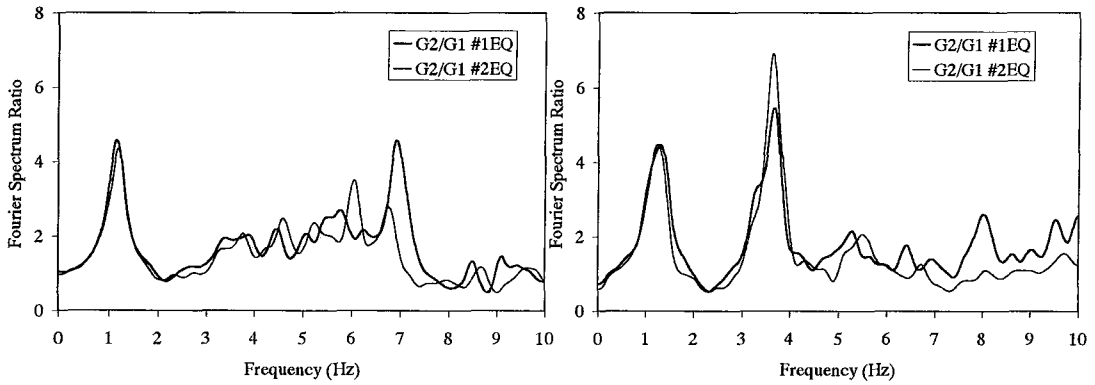 8
6
4
2
0
Fourier Spectrum Ratio
G2/G1 #1EQ
G2/G1 #2EQ
0 1 2 3 4 5 6 7 8 9 10
Frequency (Hz)
8
6
4
2
0
Fourier Spectrum Ratio
G2/G1 #1EQ
G2/G1 #2EQ
0 1 2 3 4 5 6 7 8 9 10
Frequency (Hz)